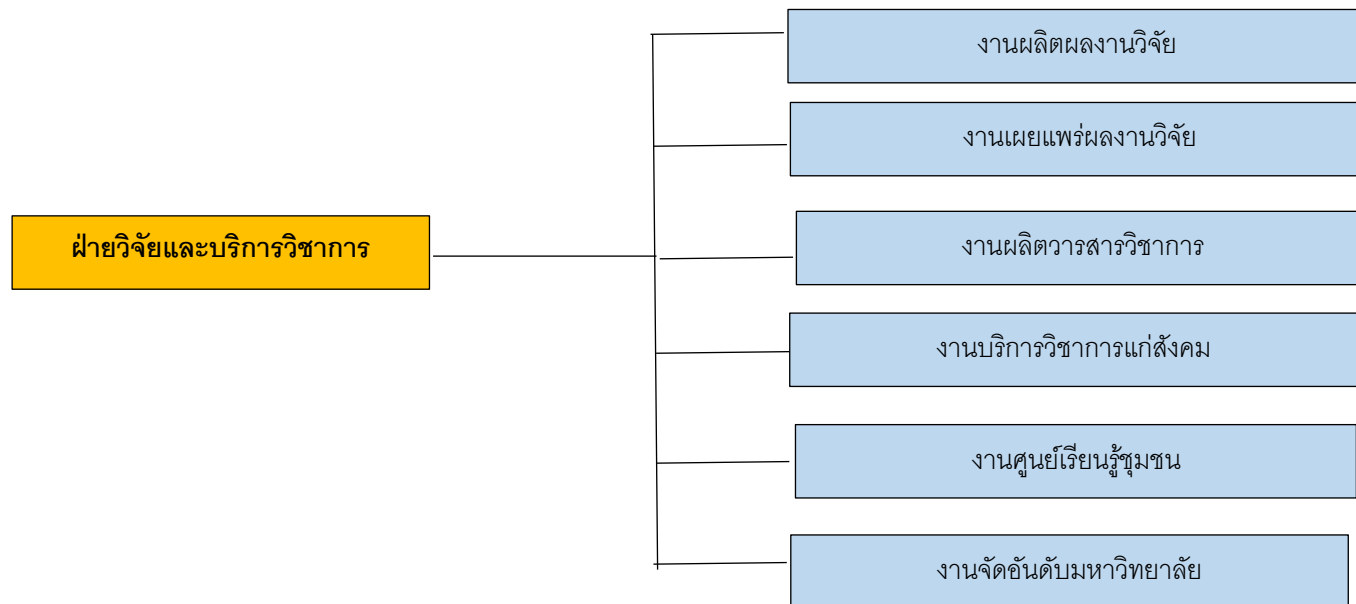 งานผลิตผลงานวิจัย
งานเผยแพร่ผลงานวิจัย
ฝ่ายวิจัยและบริการวิชาการ
งานผลิตวารสารวิชาการ
งานบริการวิชาการแก่สังคม
งานศูนย์เรียนรู้ชุมชน
งานจัดอันดับมหาวิทยาลัย